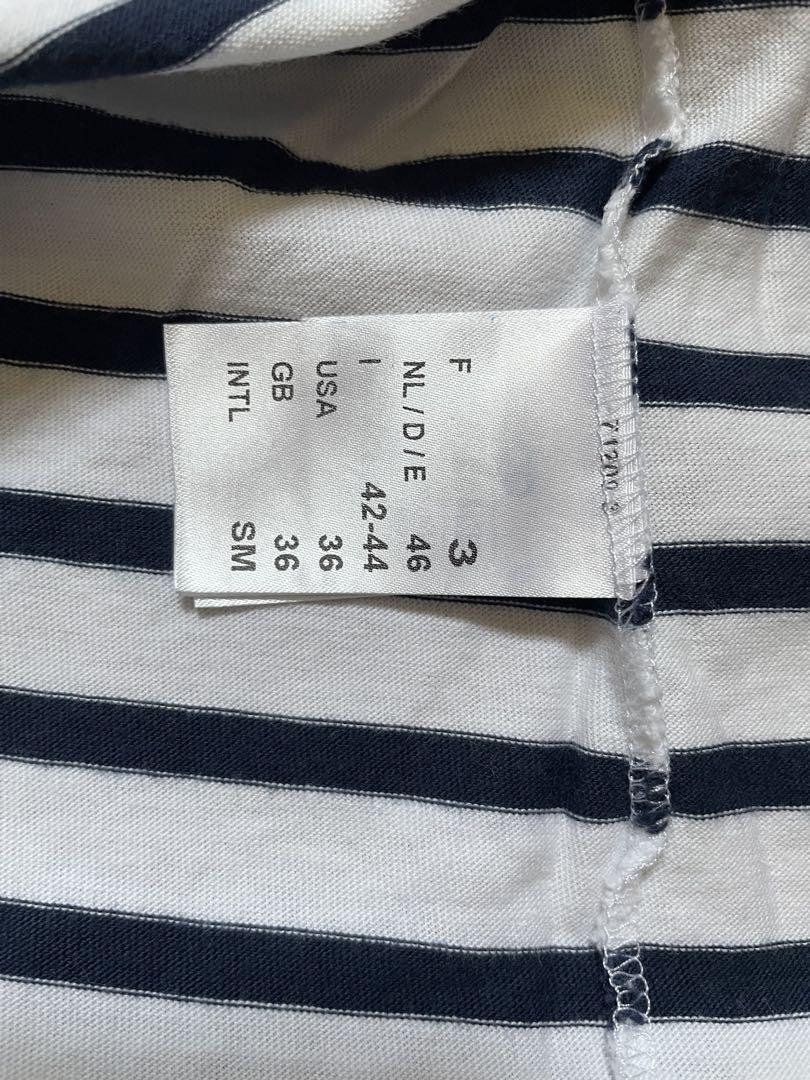 F 3
NL / D / E 46
I 42-44
USA 36
GB 36
INTL SM